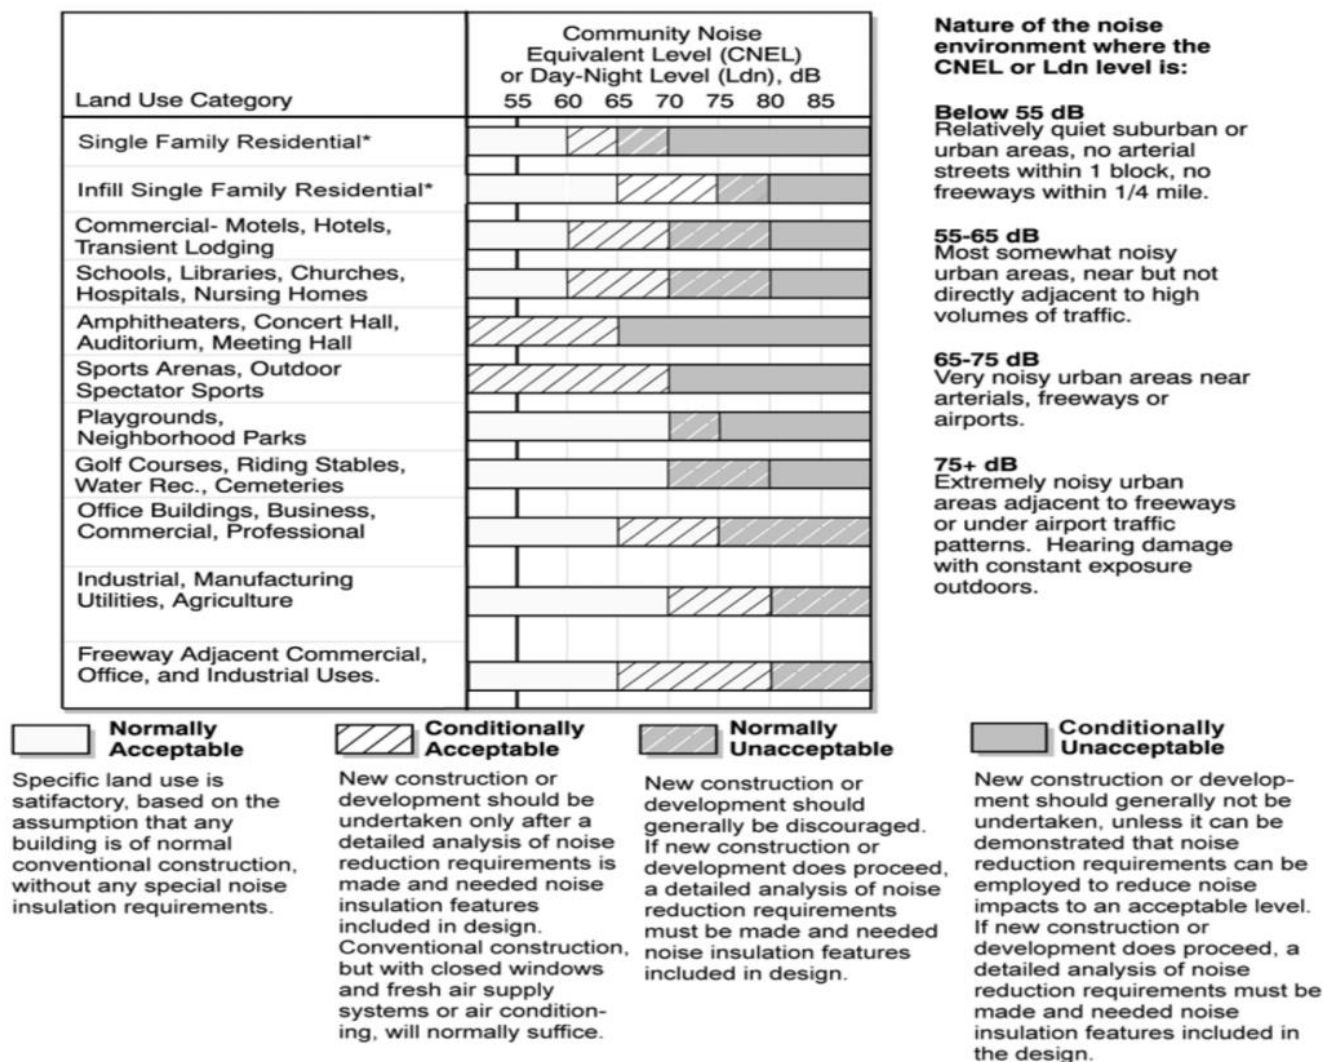 Community Noise
Equivalent Level (CNEL)
or Day-Night Level (Ldn), dB
Land Use Category
55 60 65 70 75 80 85
Single Family Residential*
Infill Single Family Residential*
Commercial- Motels, Hotels,
Transient Lodging
Schools, Libraries, Churches,
Hospitals, Nursing Homes
Amphitheaters, Concert Hall,
Auditorium, Meeting Hall
Sports Arenas, Outdoor
Spectator Sports
Playgrounds,
Neighborhood Parks
Golf Courses, Riding Stables,
Water Rec., Cemeteries
Office Buildings, Business,
Commercial, Professional
Industrial, Manufacturing
Utilities, Agriculture
Freeway Adjacent Commercial,
Office, and Industrial Uses.
Nature of the noise
environment where the
CNEL or Ldn level is:
Below 55 dB
Relatively quiet suburban or
urban areas, no arterial
streets within 1 block, no
freeways within 1/4 mile.
55-65 dB
Most somewhat noisy
urban areas, near but not
directly adjacent to high
volumes of traffic.
65-75 dB
Very noisy urban areas near
arterials, freeways or
airports.
75+ dB
Extremely noisy urban
areas adjacent to freeways
or under airport traffic
patterns. Hearing damage
with constant exposure
outdoors.
Normally
Acceptable
Specific land use is
satifactory, based on the
assumption that any
building is of normal
conventional construction,
without any special noise
insulation requirements.
Conditionally
Acceptable
New construction or
development should be
undertaken only after a
detailed analysis of noise
reduction requirements is
made and needed noise
insulation features
included in design.
Conventional construction,
but with closed windows
and fresh air supply
systems or air condition-
ing, will normally suffice.
Normally
Unacceptable
New construction or
development should
generally be discouraged.
If new construction or
development does proceed,
a detailed analysis of noise
reduction requirements
must be made and needed
noise insulation features
included in design.
Conditionally
Unacceptable
New construction or develop-
ment should generally not be
undertaken, unless it can be
demonstrated that noise
reduction requirements can be
employed to reduce noise
impacts to an acceptable level.
If new construction or
development does proceed, a
detailed analysis of noise
reduction requirements must be
made and needed noise
insulation features included in
the design.